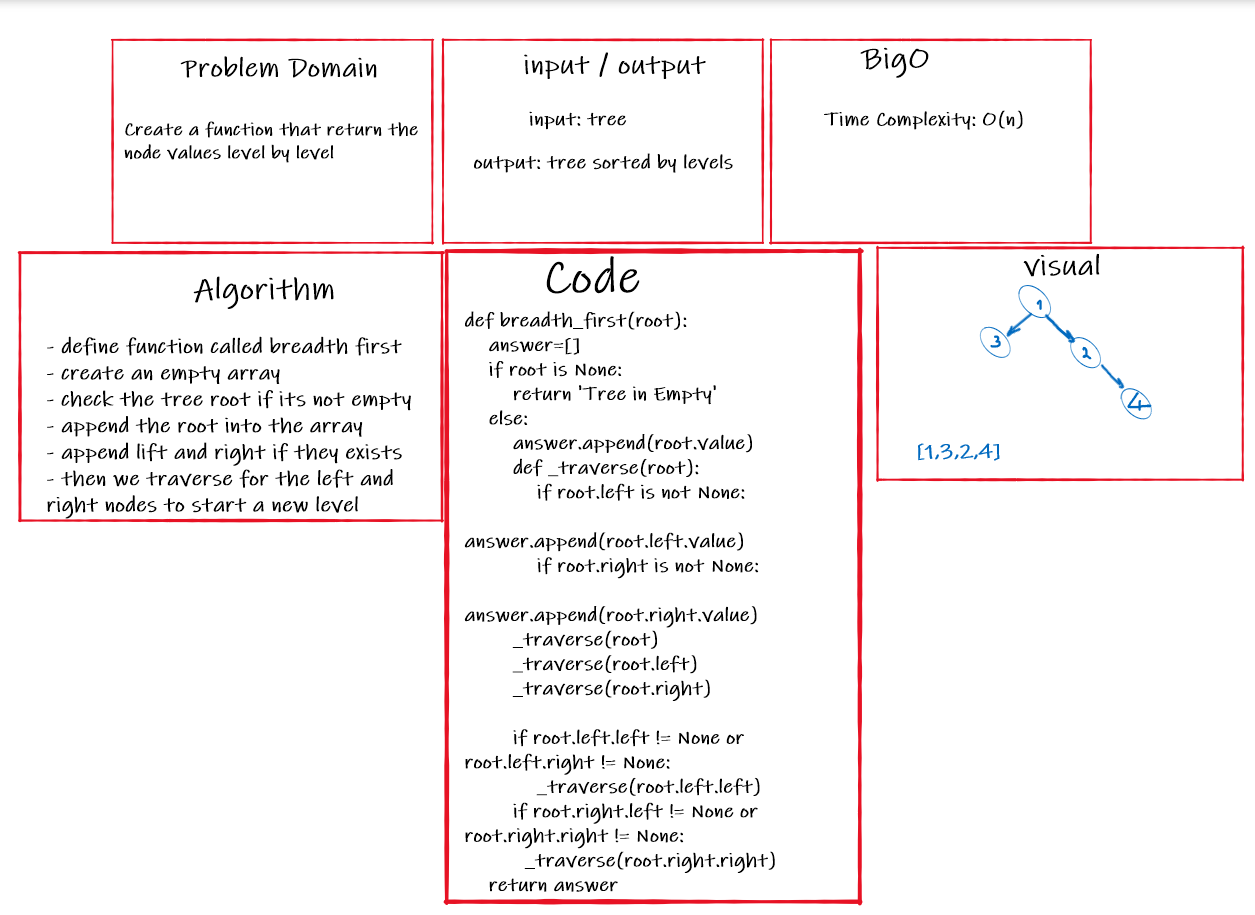 Problem Domain
Create a function that return the
node values level by level
input / output
input: tree
output: tree sorted by levels
BigO
Time Complexity: O(n)
Algorithm
- define function called breadth first
- create an empty array
- check the tree root if its not empty
- append the root into the array
- append lift and right if they exists
- then we traverse for the left and
right nodes to start a new level
Code
def breadth_first(root):
answer=[]
if root is None:
return 'Tree in Empty'
else:
answer.append(root.value)
def _traverse(root):
if root.left is not None:
answer.append(root.left.value)
if root.right is not None:
answer.append(root.right.value)
_traverse(root)
_traverse(root.left)
_traverse(root.right)
if root.left.left != None or
root.left.right != None:
_traverse(root.left.left)
if root.right.left != None or
root.right.right != None:
_traverse(root.right.right)
return answer
visual
1
3
2
4
[1,3,2,4]